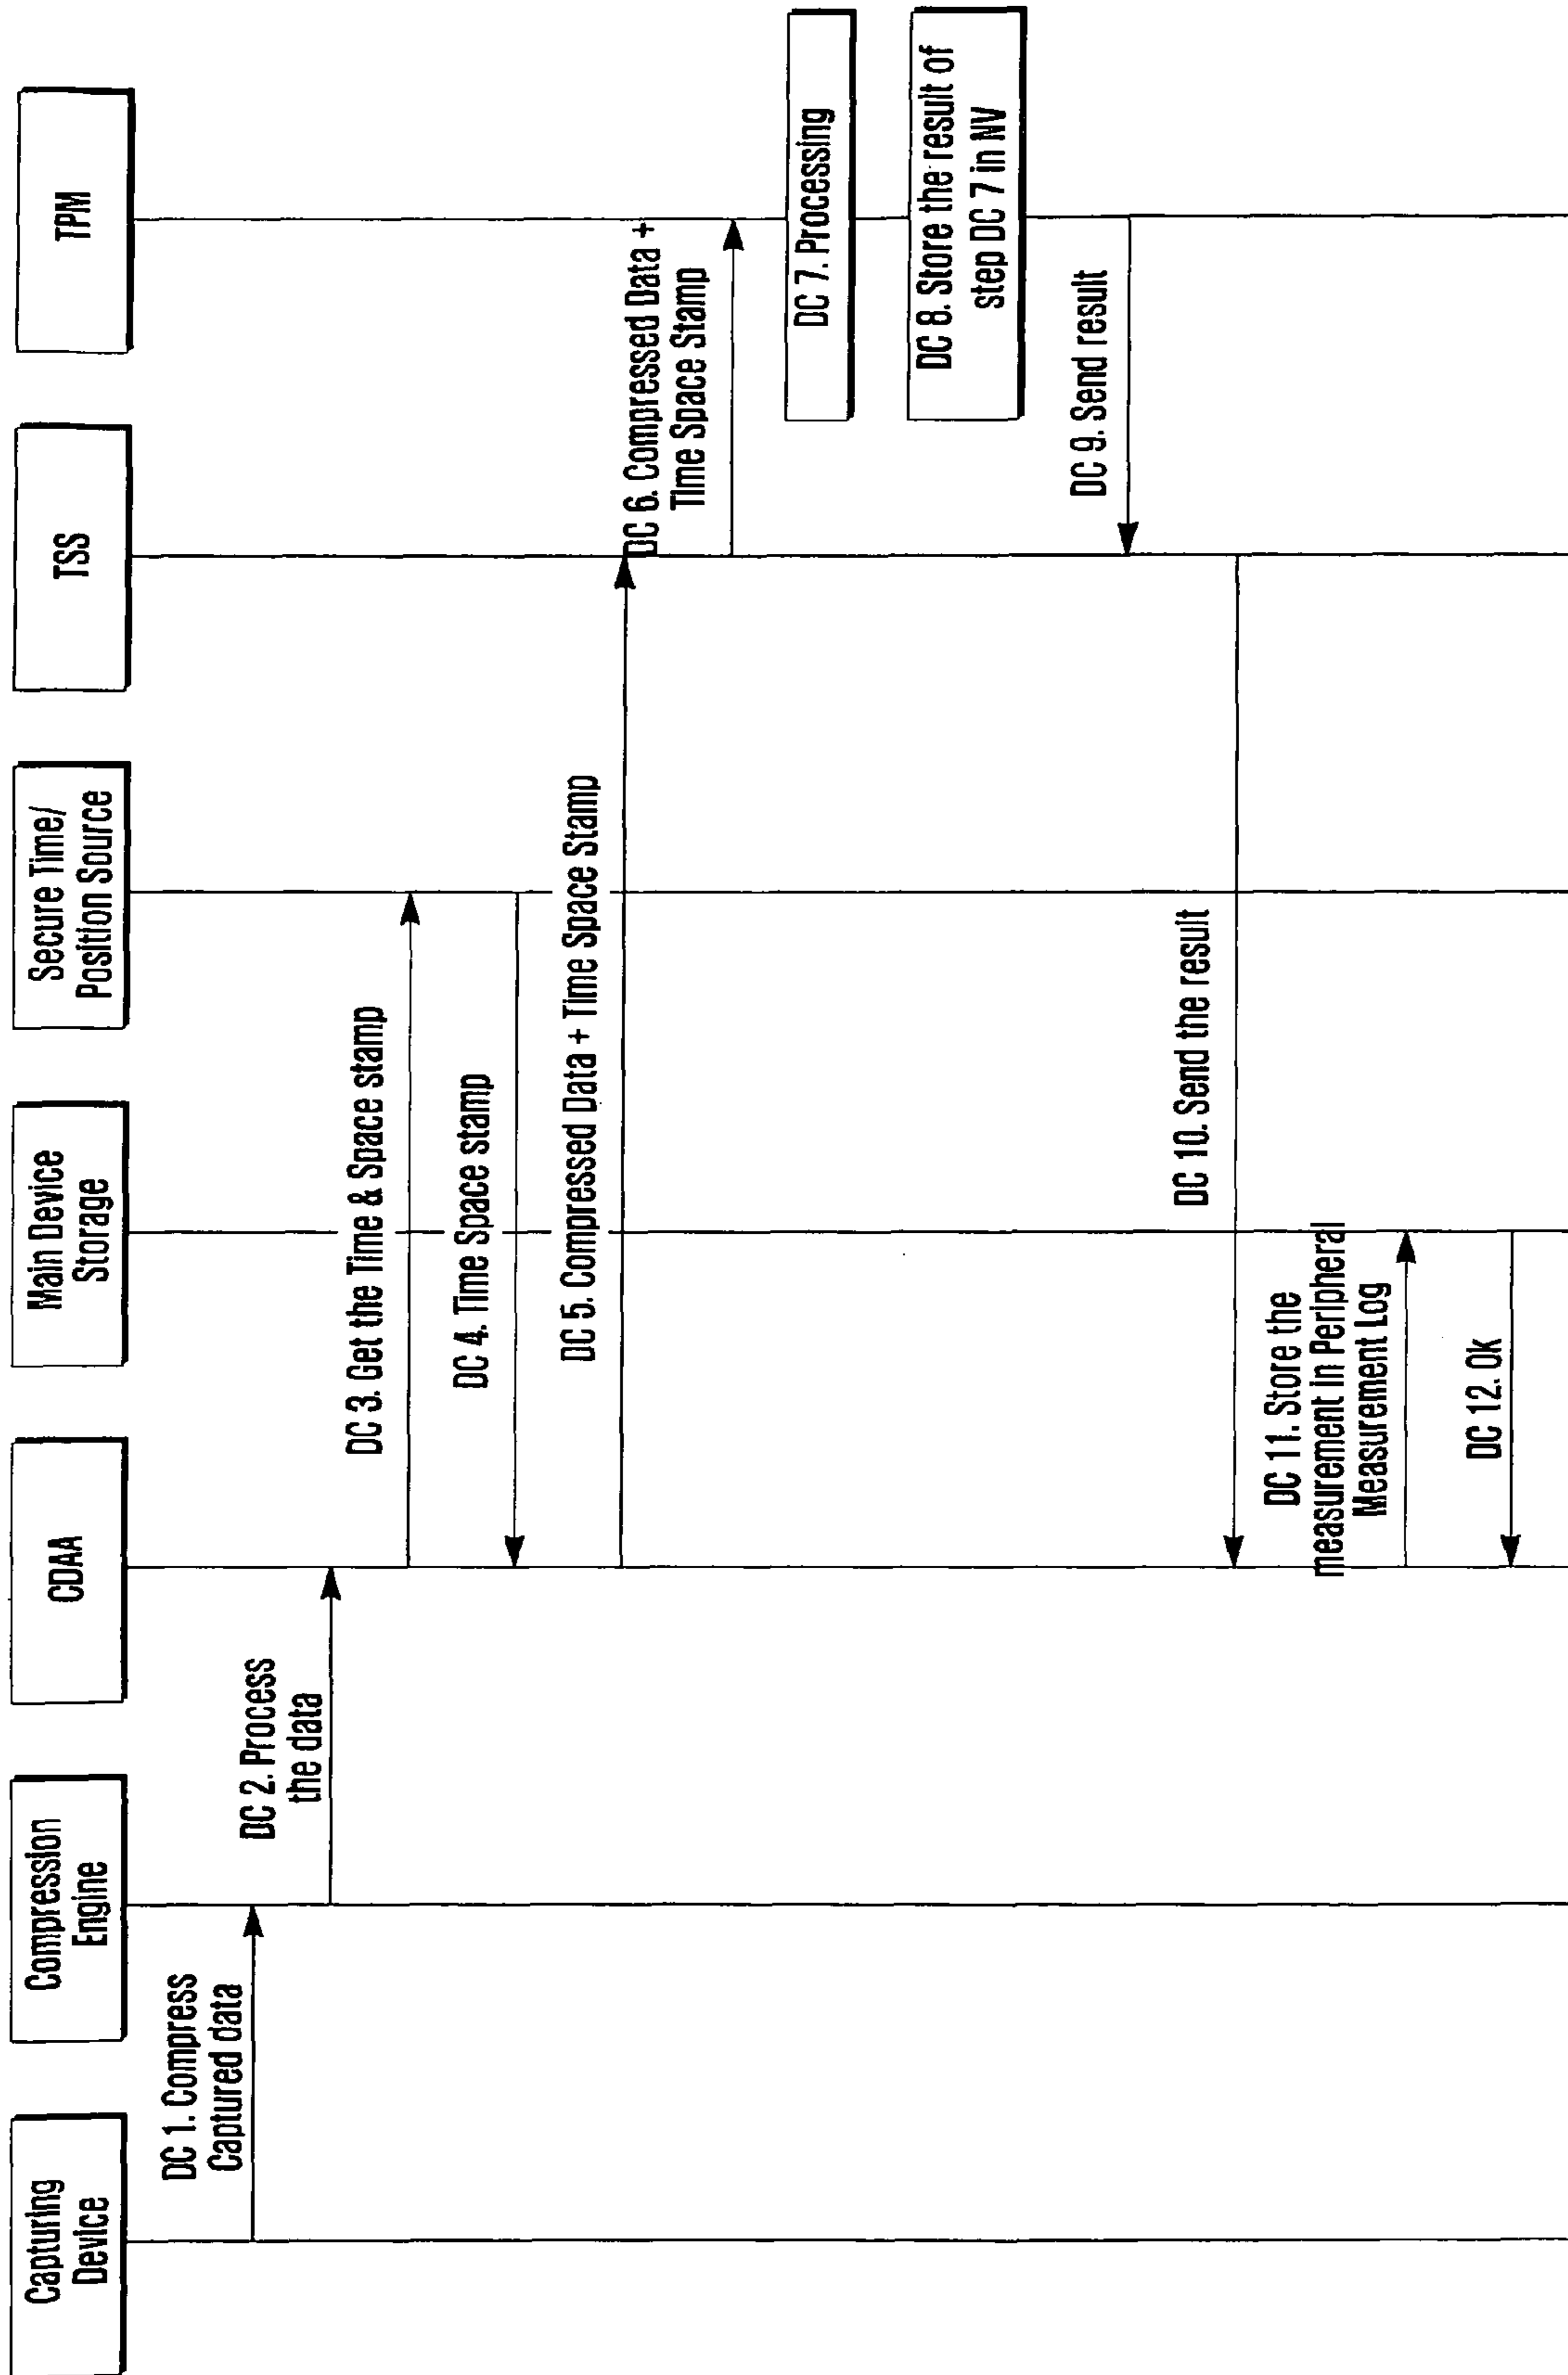 Capturing
Device
Compression
Engine
CDAA
Main Device
Storage
Secure Time/
Position Source
TSS
TPM
DC 1. Compress
Captured data
DC 2. Process
the data
DC 3. Get the Time & Space stamp
DC 4. Time Space stamp
DC 5. Compressed Data + Time Space Stamp
DC 6. Compressed Data +
Time Space Stamp
DC 7. Processing
DC 8. Store the result of
step DC 7 in NV
DC 9. Send result
DC 10. Send the result
DC 11. Store the
measurement in Peripheral
Measurement Log
DC 12. Ok